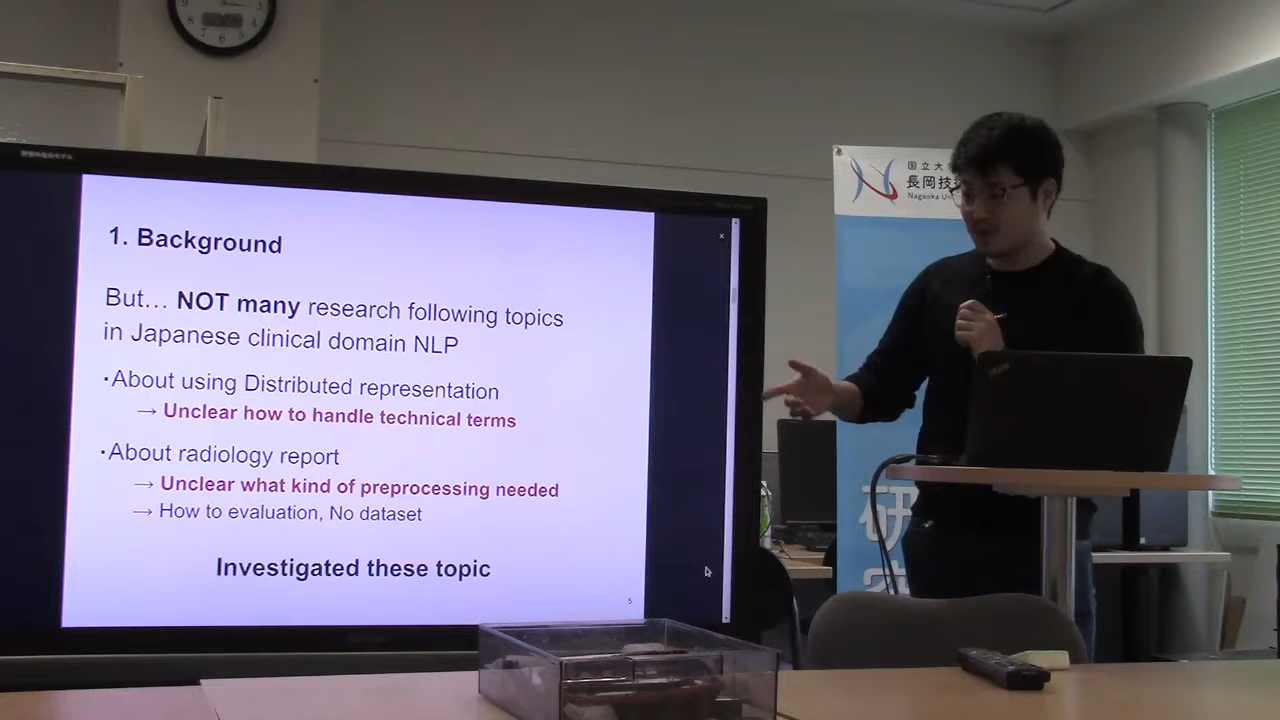 1. Background
But… NOT many research following topics
in Japanese clinical domain NLP
・About using Distributed representation
→ Unclear how to handle technical terms
・About radiology report
→ Unclear what kind of preprocessing needed
→ How to evaluation, No dataset
Investigated these topic
5
国立大
長岡技
Nagaoka Un
研